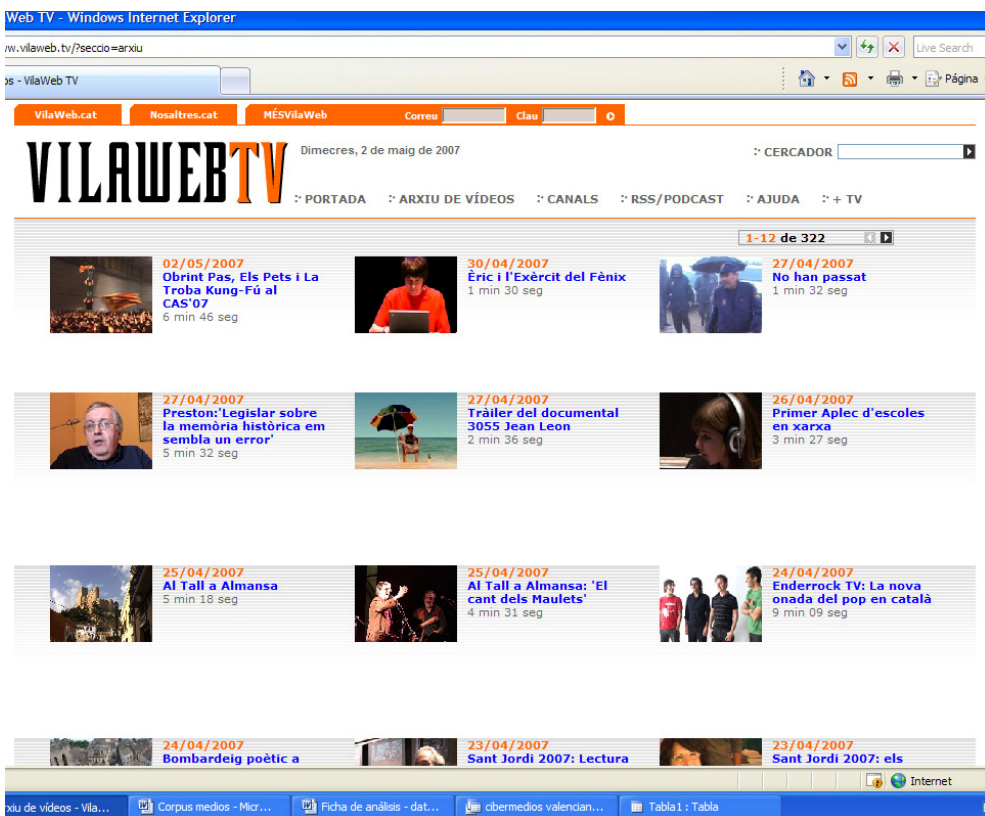 Web TV - Windows Internet Explorer
vw.vilaweb.tv/?seccio=arxiu
Live Search
os - VilaWeb TV
Página
VilaWeb.cat Nosaltres.cat MÉSVilaWeb Correu Clau
VILAWEBTV
Dimecres, 2 de maig de 2007
CERCADOR
PORTADA ARXIU DE VÍDEOS CANALS RSS/PODCAST AJUDA + TV
1-12 de 322
02/05/2007
Obrint Pas, Els Pets i La
Troba Kung-Fú al
CAS'07
6 min 46 seg
30/04/2007
Èric i l'Exèrcit del Fènix
1 min 30 seg
27/04/2007
No han passat
1 min 32 seg
27/04/2007
Preston:'Legislar sobre
la memòria històrica em
sembla un error'
5 min 32 seg
27/04/2007
Tràiler del documental
3055 Jean Leon
2 min 36 seg
26/04/2007
Primer Aplec d'escoles
en xarxa
3 min 27 seg
25/04/2007
Al Tall a Almansa
5 min 18 seg
25/04/2007
Al Tall a Almansa: 'El
cant dels Maulets'
4 min 31 seg
24/04/2007
Enderrock TV: La nova
onada del pop en català
9 min 09 seg
24/04/2007
Bombardeig poètic a
23/04/2007
Sant Jordi 2007: Lectura
23/04/2007
Sant Jordi 2007: els
Internet
rxiu de vídeos - Vila... Corpus medios - Micr... Ficha de análisis - dat... cibermedios valencian... Tabla1 : Tabla